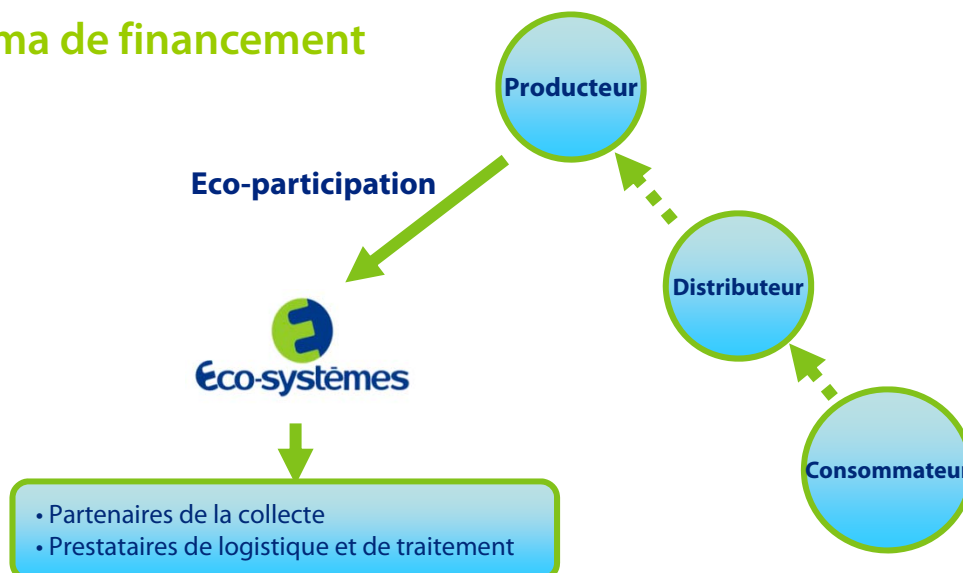 ma de financement
Producteur
Eco-participation
Distributeur
Eco-systèmes
Consommateur
• Partenaires de la collecte
• Prestataires de logistique et de traitement